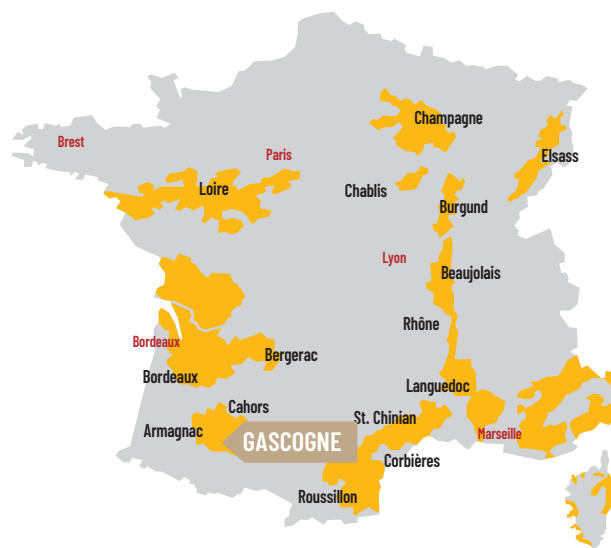 Champagne
Brest
Paris
Elsass
Loire
Chablis
Burgund
Lyon
Beaujolais
Rhône
Bordeaux
Bergerac
Bordeaux
Languedoc
Cahors
St. Chinian
Armagnac
GASCOGNE
Marseille
Corbières
Roussillon